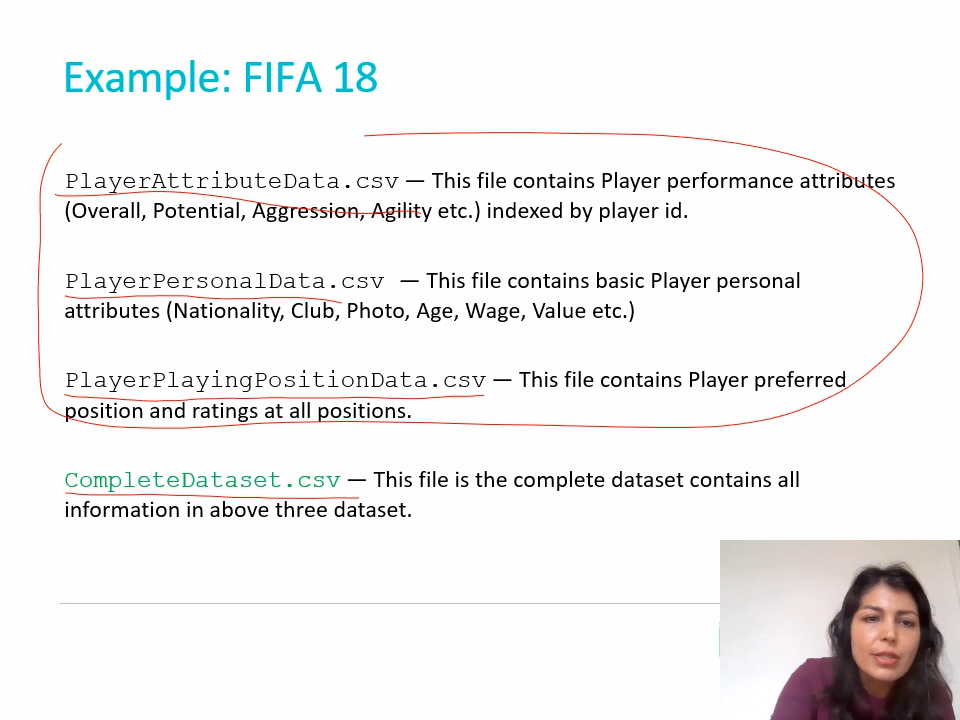 Example: FIFA 18
PlayerAttributeData.csv — This file contains Player performance attributes
(Overall, Potential, Aggression, Agility etc.) indexed by player id.
PlayerPersonalData.csv — This file contains basic Player personal
attributes (Nationality, Club, Photo, Age, Wage, Value etc.)
PlayerPlayingPositionData.csv — This file contains Player preferred
position and ratings at all positions.
CompleteDataset.csv — This file is the complete dataset contains all
information in above three dataset.